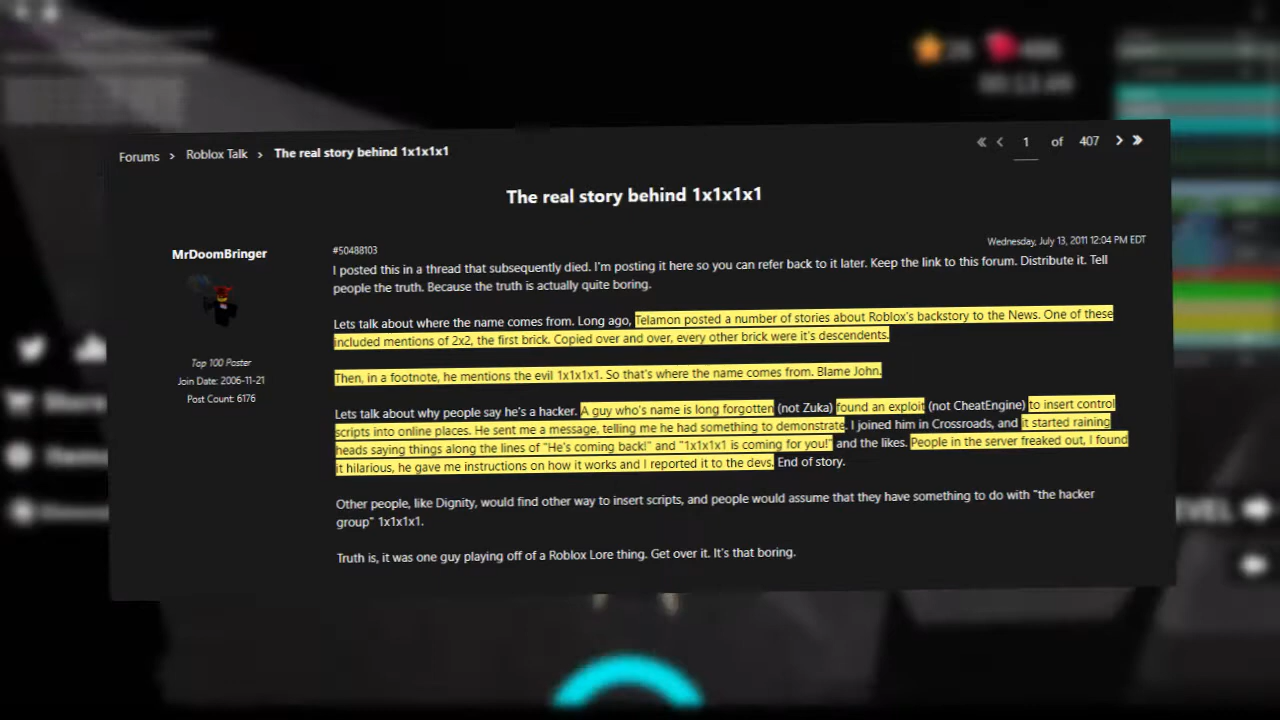 Forums > Roblox Talk > The real story behind 1x1x1x1
1 of 407
The real story behind 1x1x1x1
MrDoomBringer
Top 100 Poster
Join Date: 2006-11-21
Post Count: 6176
#50488103
Wednesday, July 13, 2011 12:04 PM EDT
I posted this in a thread that subsequently died. I'm posting it here so you can refer back to it later. Keep the link to this forum. Distribute it. Tell
people the truth. Because the truth is actually quite boring.
Lets talk about where the name comes from. Long ago, Telamon posted a number of stories about Roblox's backstory to the News. One of these
included mentions of 2x2, the first brick. Copied over and over, every other brick were it's descendents.
Then, in a footnote, he mentions the evil 1x1x1x1. So that's where the name comes from. Blame John.
Lets talk about why people say he's a hacker. A guy who's name is long forgotten (not Zuka) found an exploit (not CheatEngine) to insert control
scripts into online places. He sent me a message, telling me he had something to demonstrate. I joined him in Crossroads, and it started raining
heads saying things along the lines of "He's coming back!" and "1x1x1x1 is coming for you!" and the likes. People in the server freaked out, I found
it hilarious, he gave me instructions on how it works and I reported it to the devs. End of story.
Other people, like Dignity, would find other way to insert scripts, and people would assume that they have something to do with "the hacker
group" 1x1x1x1.
Truth is, it was one guy playing off of a Roblox Lore thing. Get over it. It's that boring.
Store
EVEL